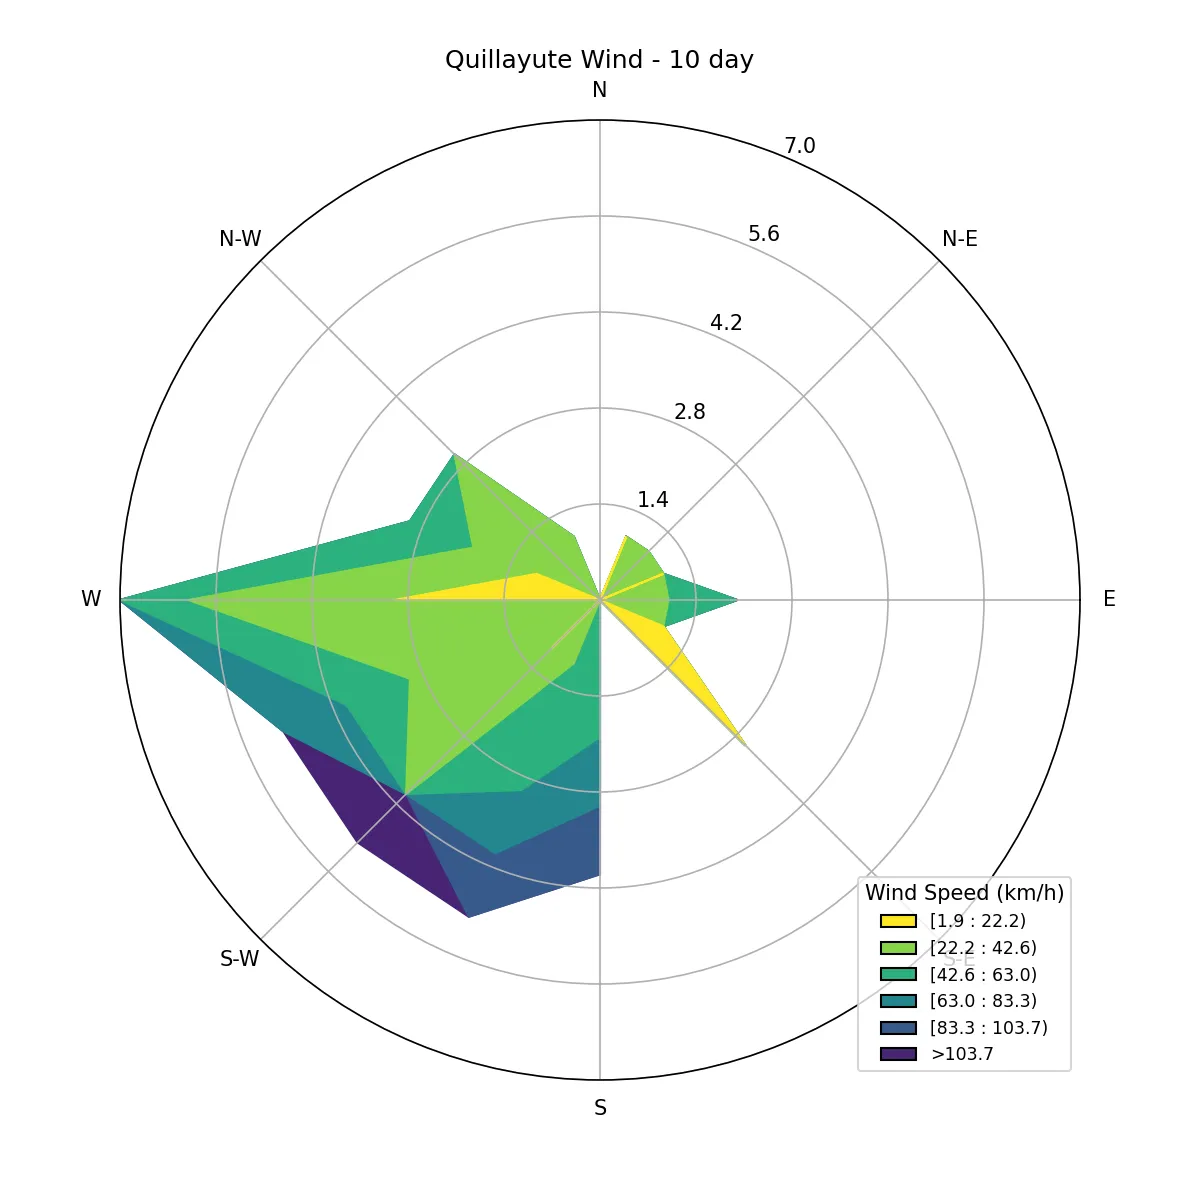 Quillayute Wind - 10 day
N
7.0
N-W
5.6
N-E
4.2
2.8
1.4
W
E
Wind Speed (km/h)
[1.9 : 22.2)
[22.2 : 42.6)
S-W
S-E
[42.6 : 63.0)
[63.0 : 83.3)
[83.3 : 103.7)
>103.7
S